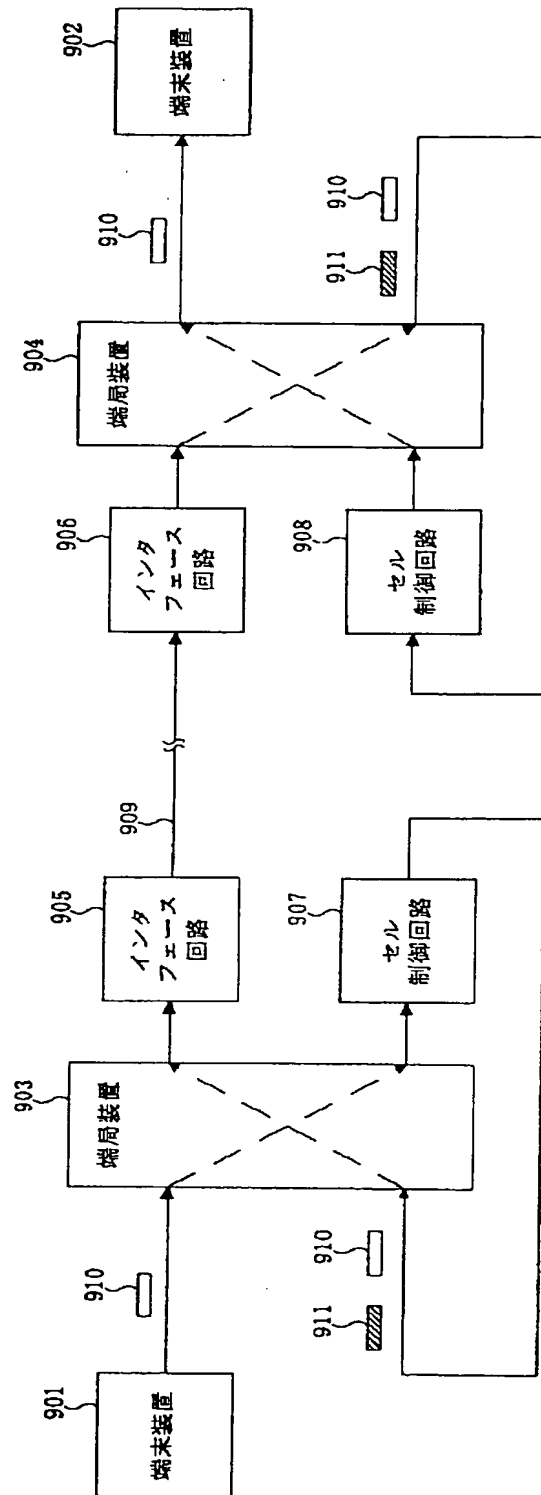 901
端末装置
910
911
910
903
端局装置
905
インタ
フェース
回路
907
セル
制御回路
909
906
インタ
フェース
回路
908
セル
制御回路
904
端局装置
910
911
910
902
端末装置